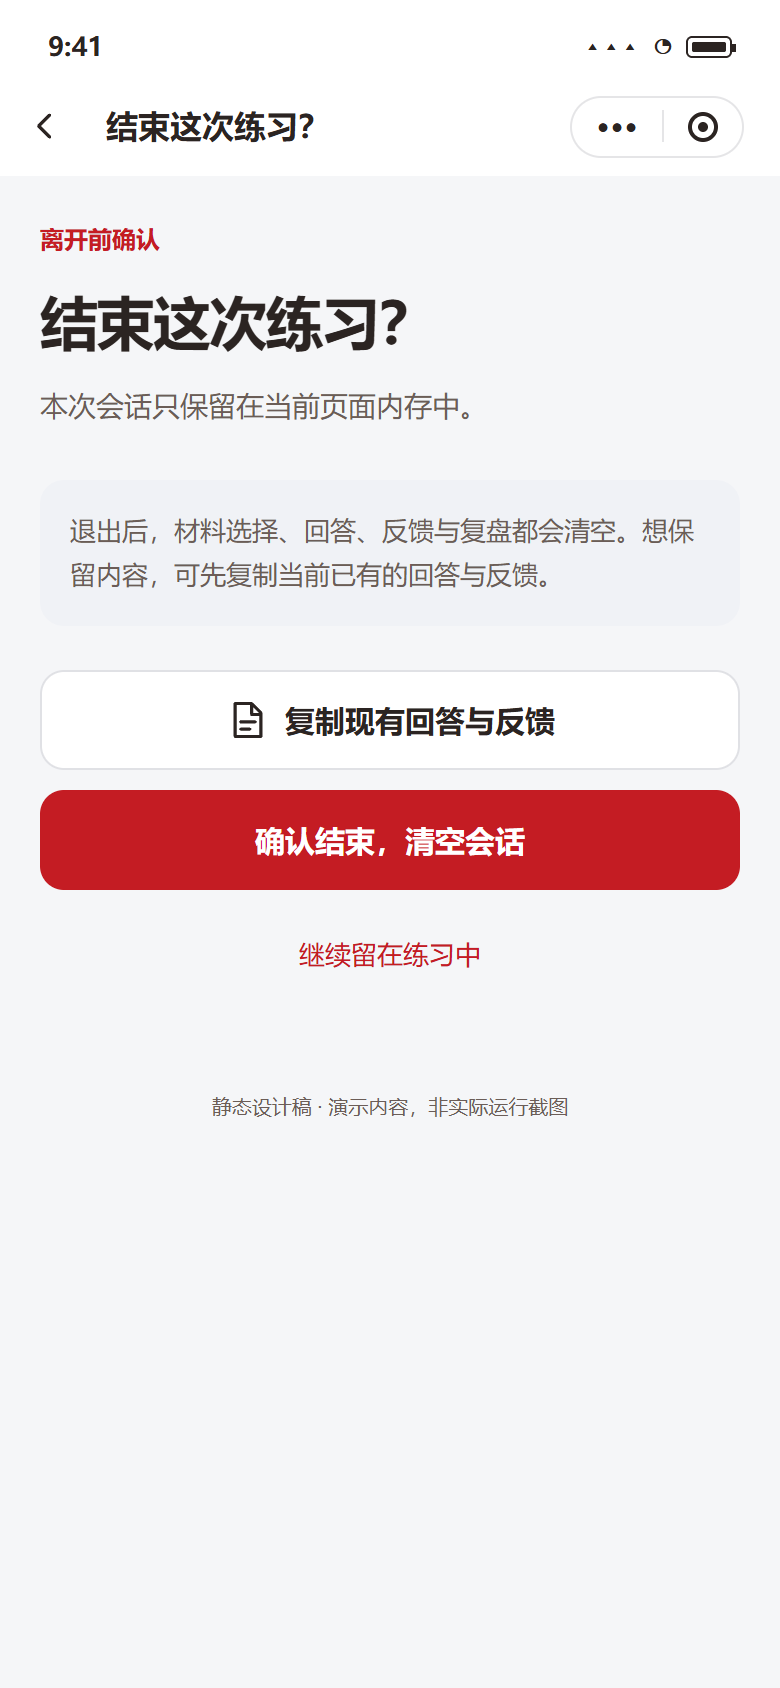 9:41
结束这次练习？
离开前确认
结束这次练习？
本次会话只保留在当前页面内存中。
退出后，材料选择、回答、反馈与复盘都会清空。想保
留内容，可先复制当前已有的回答与反馈。
复制现有回答与反馈
确认结束，清空会话
继续留在练习中
静态设计稿 · 演示内容，非实际运行截图